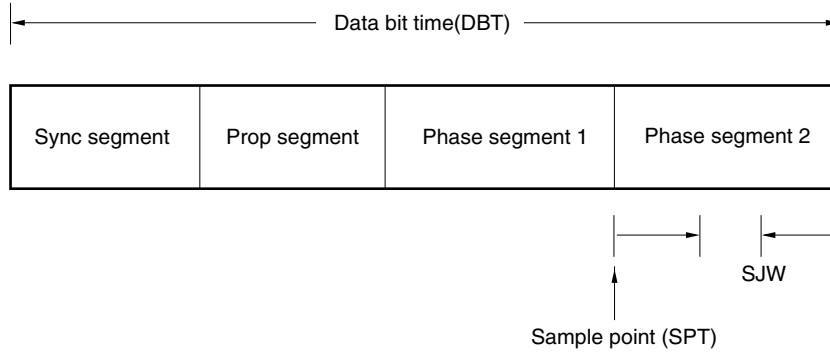 Data bit time(DBT)
Sync segment
Prop segment
Phase segment 1
Phase segment 2
SJW
Sample point (SPT)